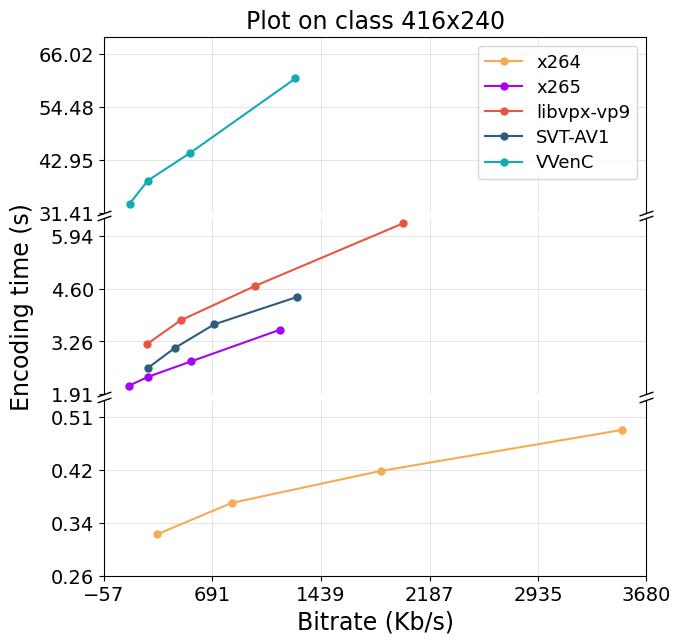 Plot on class 416x240
x264
x265
libvpx-vp9
SVT-AV1
VVenC
Encoding time (s)
66.02
54.48
42.95
31.41
5.94
4.60
3.26
1.91
0.51
0.42
0.34
0.26
−57 691 1439 2187 2935 3680
Bitrate (Kb/s)